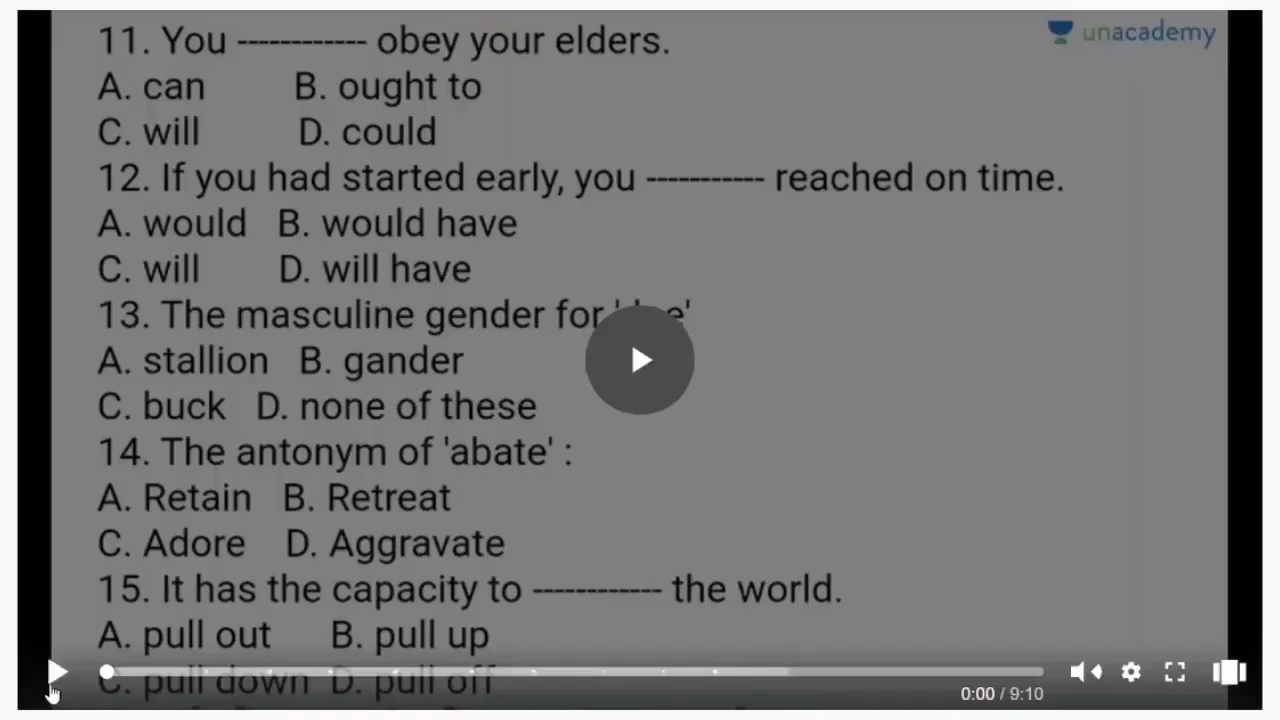 11. You ------------ obey your elders.
unacademy
A. can B. ought to
C. will D. could
12. If you had started early, you ----------- reached on time.
A. would B. would have
C. will D. will have
13. The masculine gender for
A. stallion B. gander
C. buck D. none of these
14. The antonym of 'abate' :
A. Retain B. Retreat
C. Adore D. Aggravate
15. It has the capacity to ------------ the world.
A. pull out B. pull up
C. pull down D. pull off
0:00 / 9:10